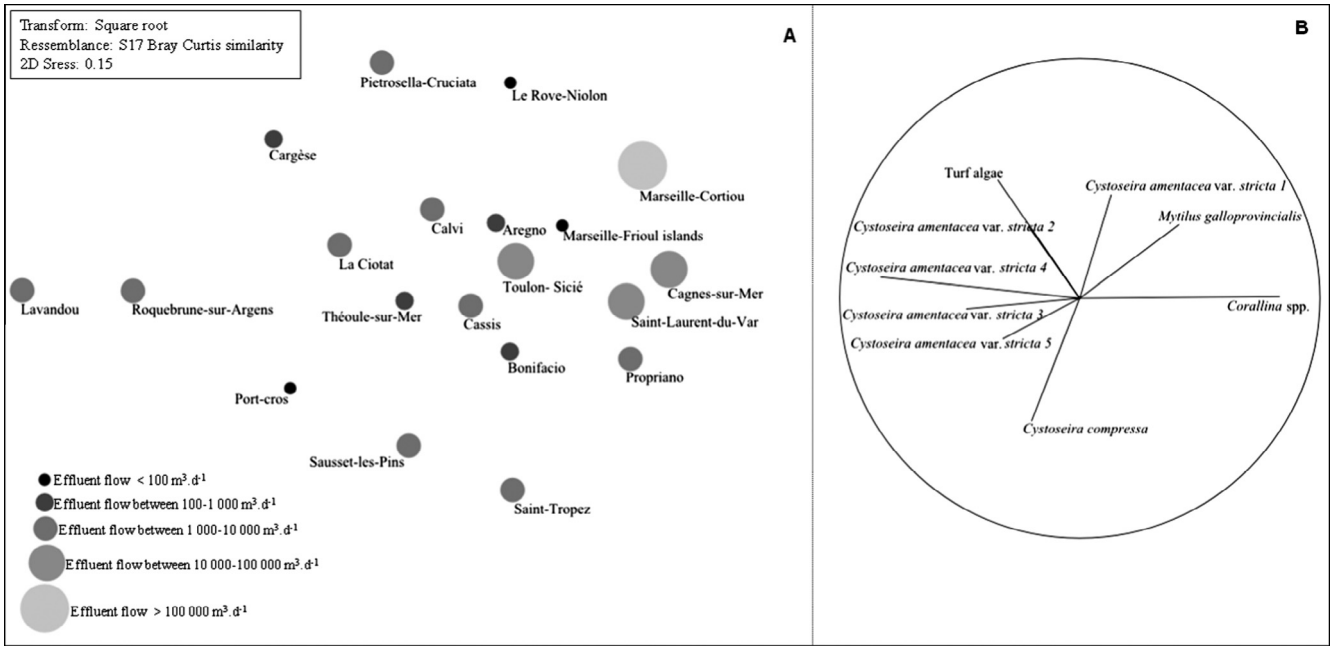 Transform: Square root
Ressemblance: S17 Bray Curtis similarity
2D Sress: 0.15
A
Pietrosella-Cruciata
Le Rove-Niolon
Cargèse
Marseille-Cortiou
Calvi
Aregno
Marseille-Frioul islands
La Ciotat
Toulon- Sicié
Cagnes-sur-Mer
Lavandou
Roquebrune-sur-Argens
Théoule-sur-Mer
Cassis
Saint-Laurent-du-Var
Bonifacio
Propriano
Port-cros
Sausset-les-Pins
Saint-Tropez
Effluent flow < 100 m³.d⁻¹
Effluent flow between 100-1 000 m³.d⁻¹
Effluent flow between 1 000-10 000 m³.d⁻¹
Effluent flow between 10 000-100 000 m³.d⁻¹
Effluent flow > 100 000 m³.d⁻¹
B
Turf algae
Cystoseira amentacea var. stricta 1
Mytilus galloprovincialis
Cystoseira amentacea var. stricta 2
Cystoseira amentacea var. stricta 4
Corallina spp.
Cystoseira amentacea var. stricta 3
Cystoseira amentacea var. stricta 5
Cystoseira compressa